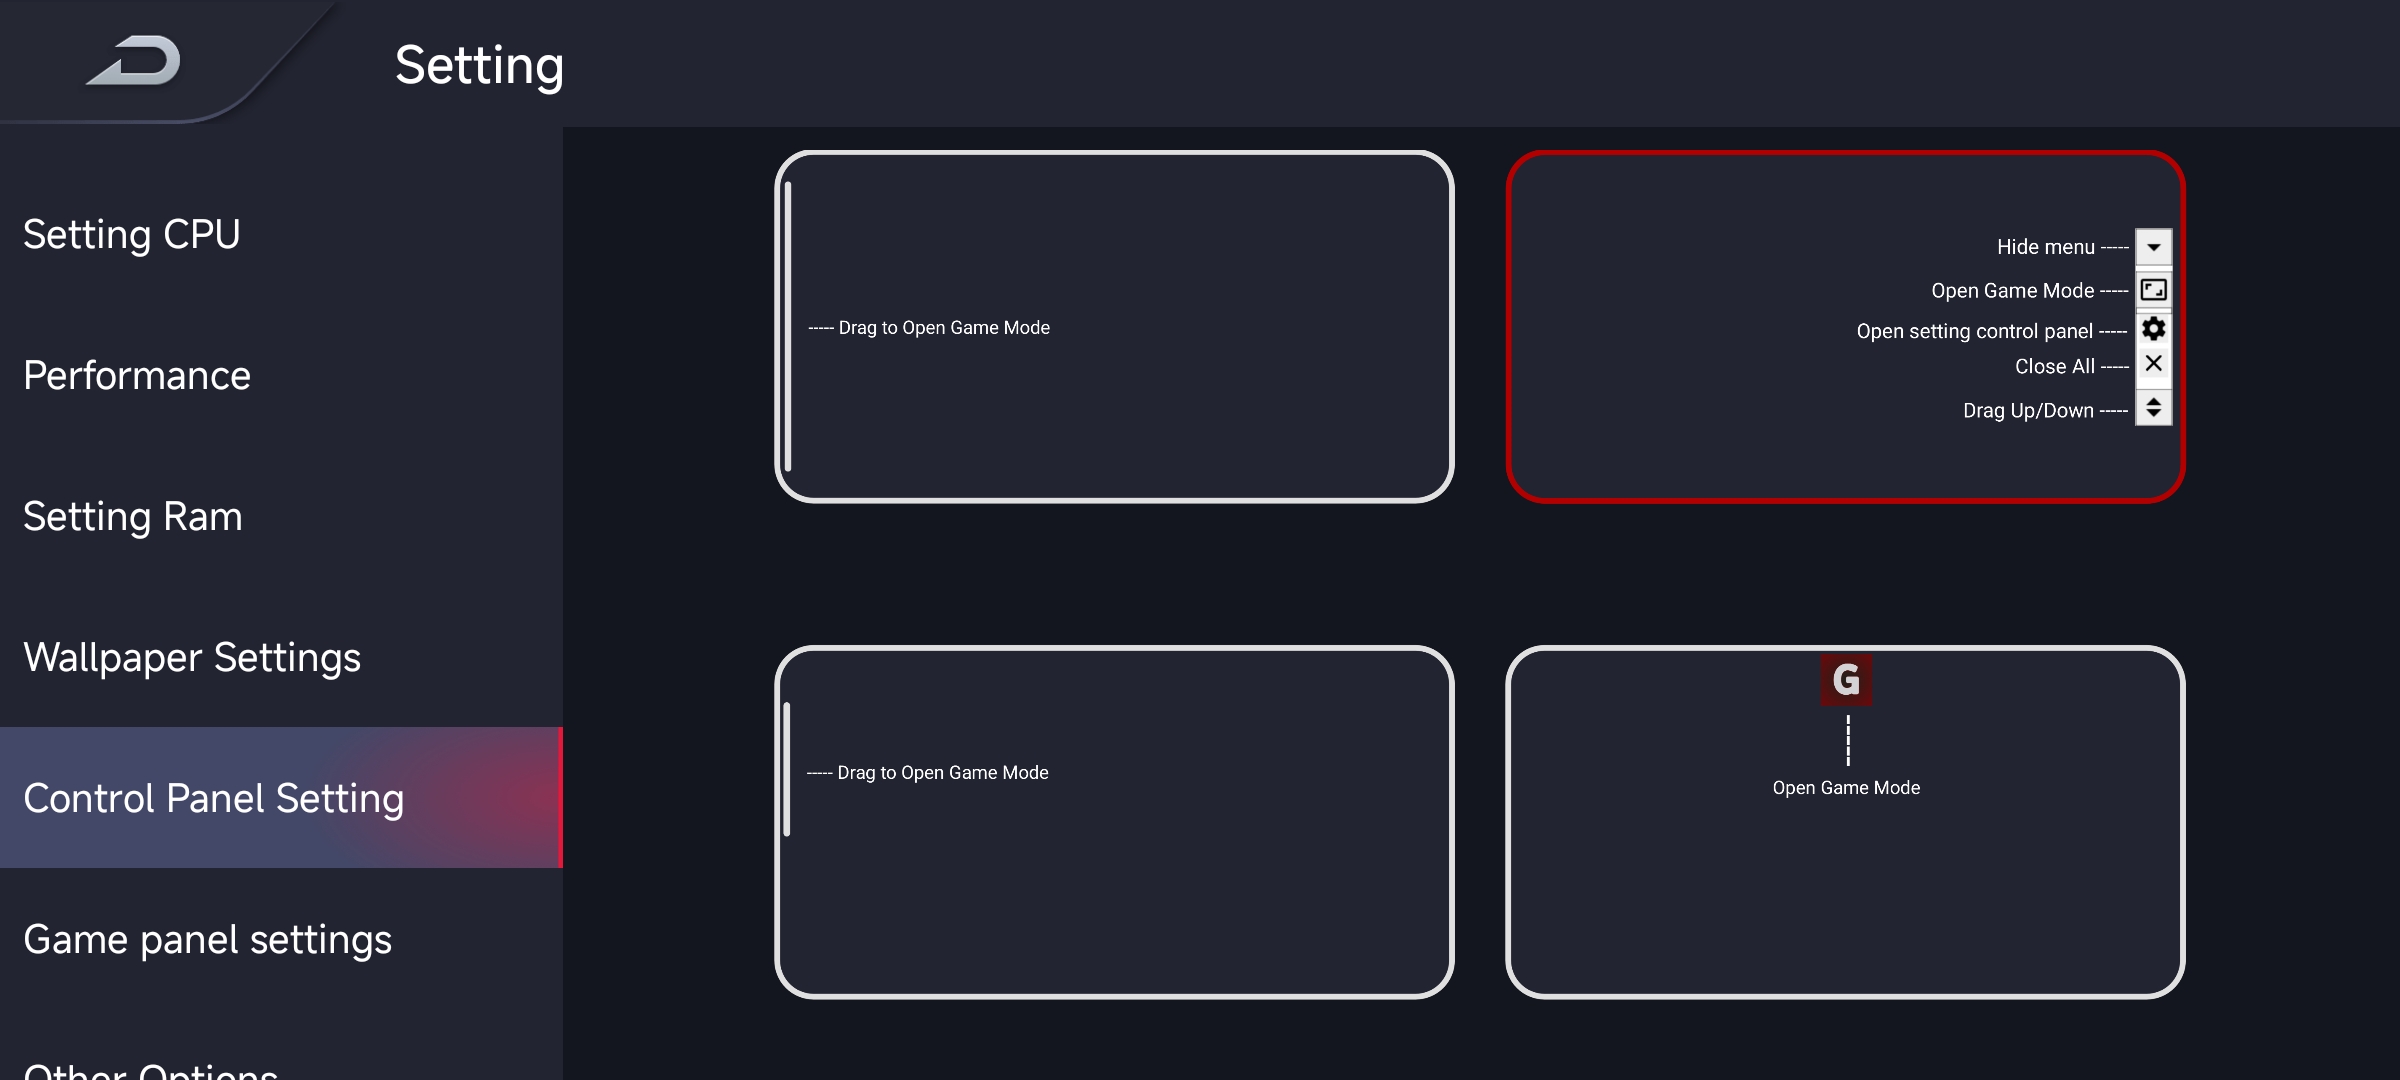 Setting
Setting CPU
Performance
Setting Ram
Wallpaper Settings
Control Panel Setting
Game panel settings
Other Options
----- Drag to Open Game Mode
Hide menu -----
Open Game Mode -----
Open setting control panel -----
Close All -----
Drag Up/Down -----
----- Drag to Open Game Mode
G
Open Game Mode